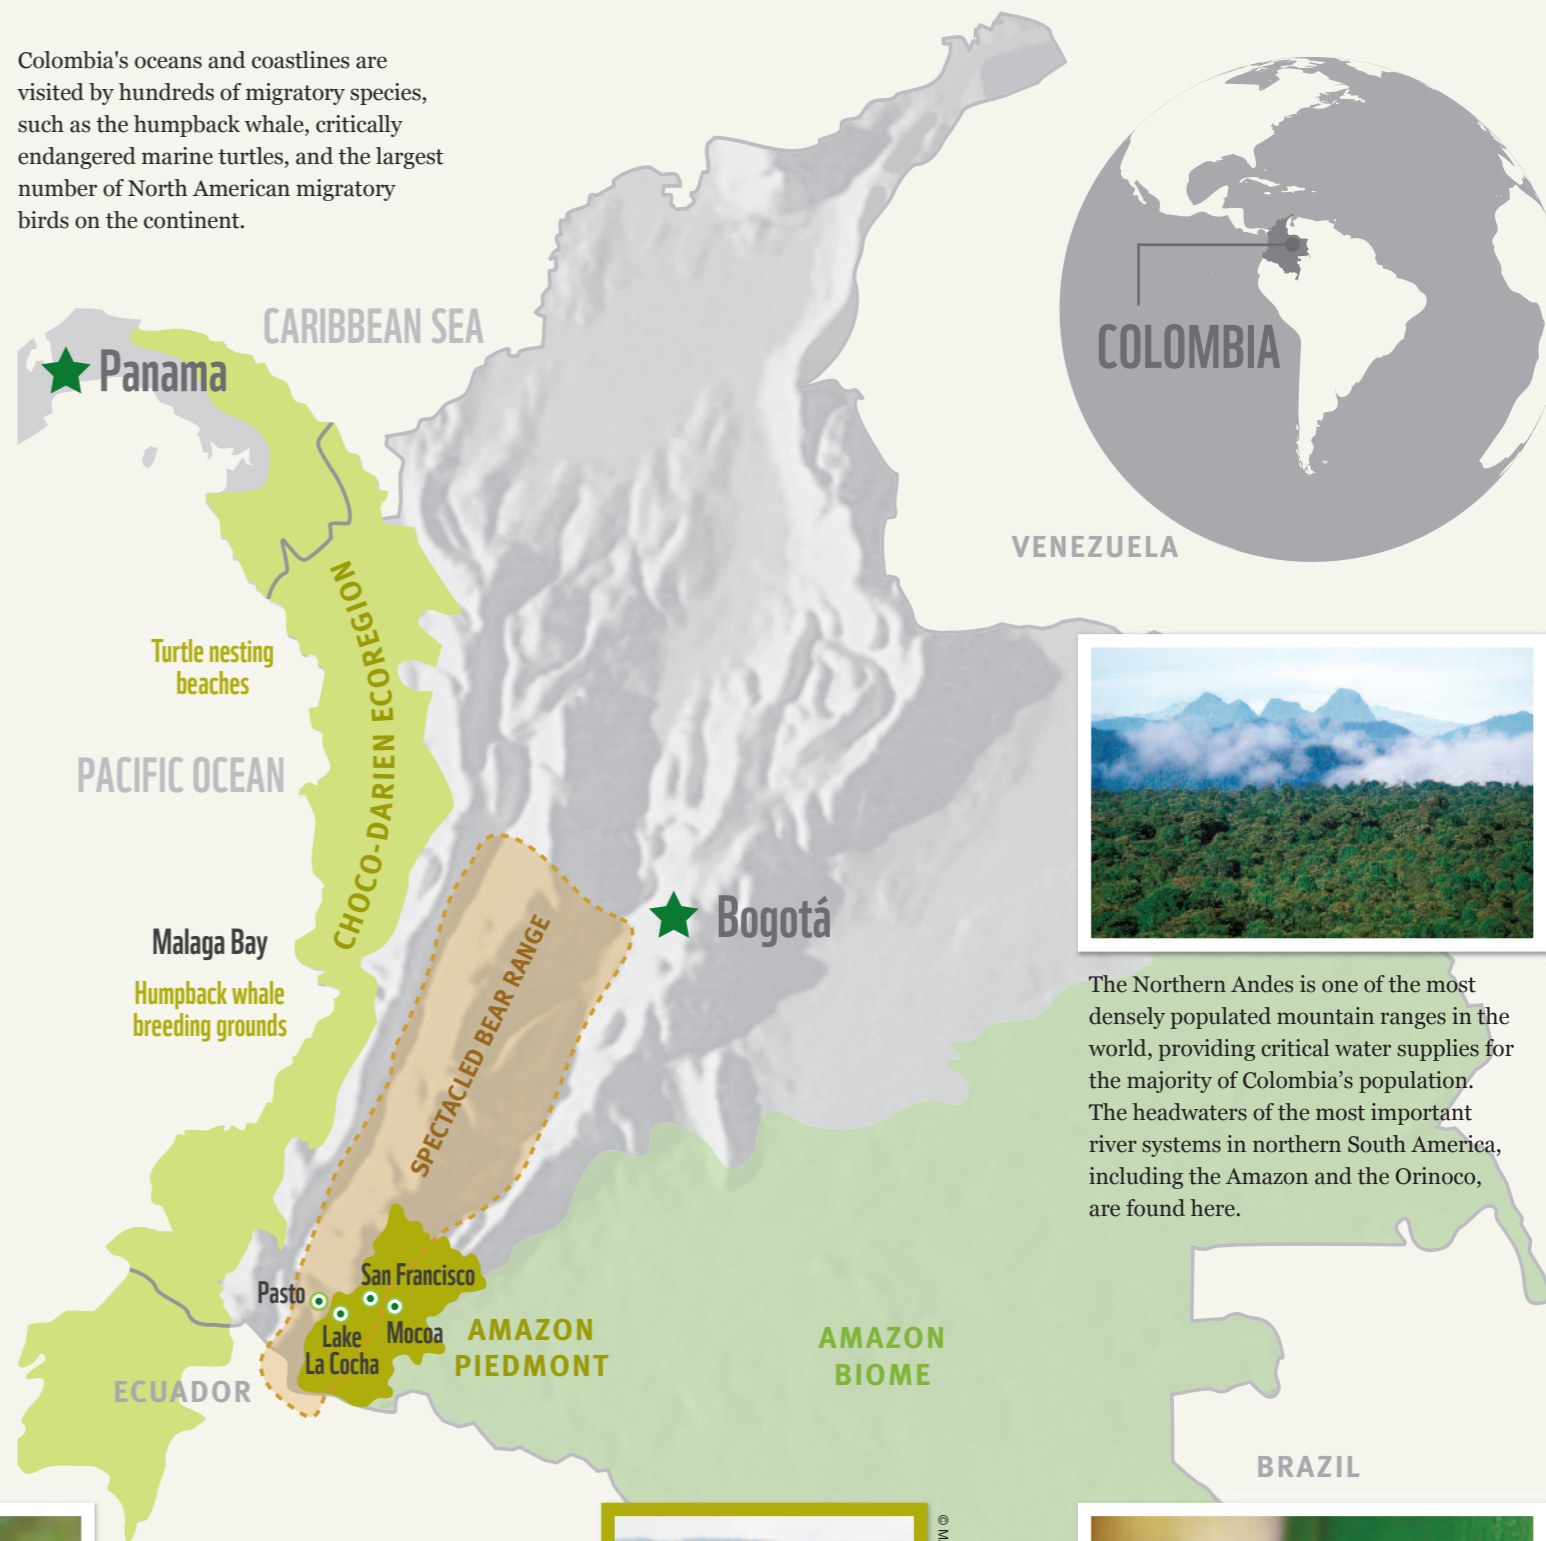 Colombia's oceans and coastlines are
visited by hundreds of migratory species,
such as the humpback whale, critically
endangered marine turtles, and the largest
number of North American migratory
birds on the continent.
CARIBBEAN SEA
Panama
COLOMBIA
VENEZUELA
CHOCO-DARIEN ECOREGION
Turtle nesting
beaches
PACIFIC OCEAN
Bogotá
Malaga Bay
Humpback whale
breeding grounds
SPECTACLED BEAR RANGE
The Northern Andes is one of the most
densely populated mountain ranges in the
world, providing critical water supplies for
the majority of Colombia’s population.
The headwaters of the most important
river systems in northern South America,
including the Amazon and the Orinoco,
are found here.
San Francisco
Pasto
Lake
La Cocha
Mocoa
AMAZON
PIEDMONT
AMAZON
BIOME
ECUADOR
BRAZIL
© M